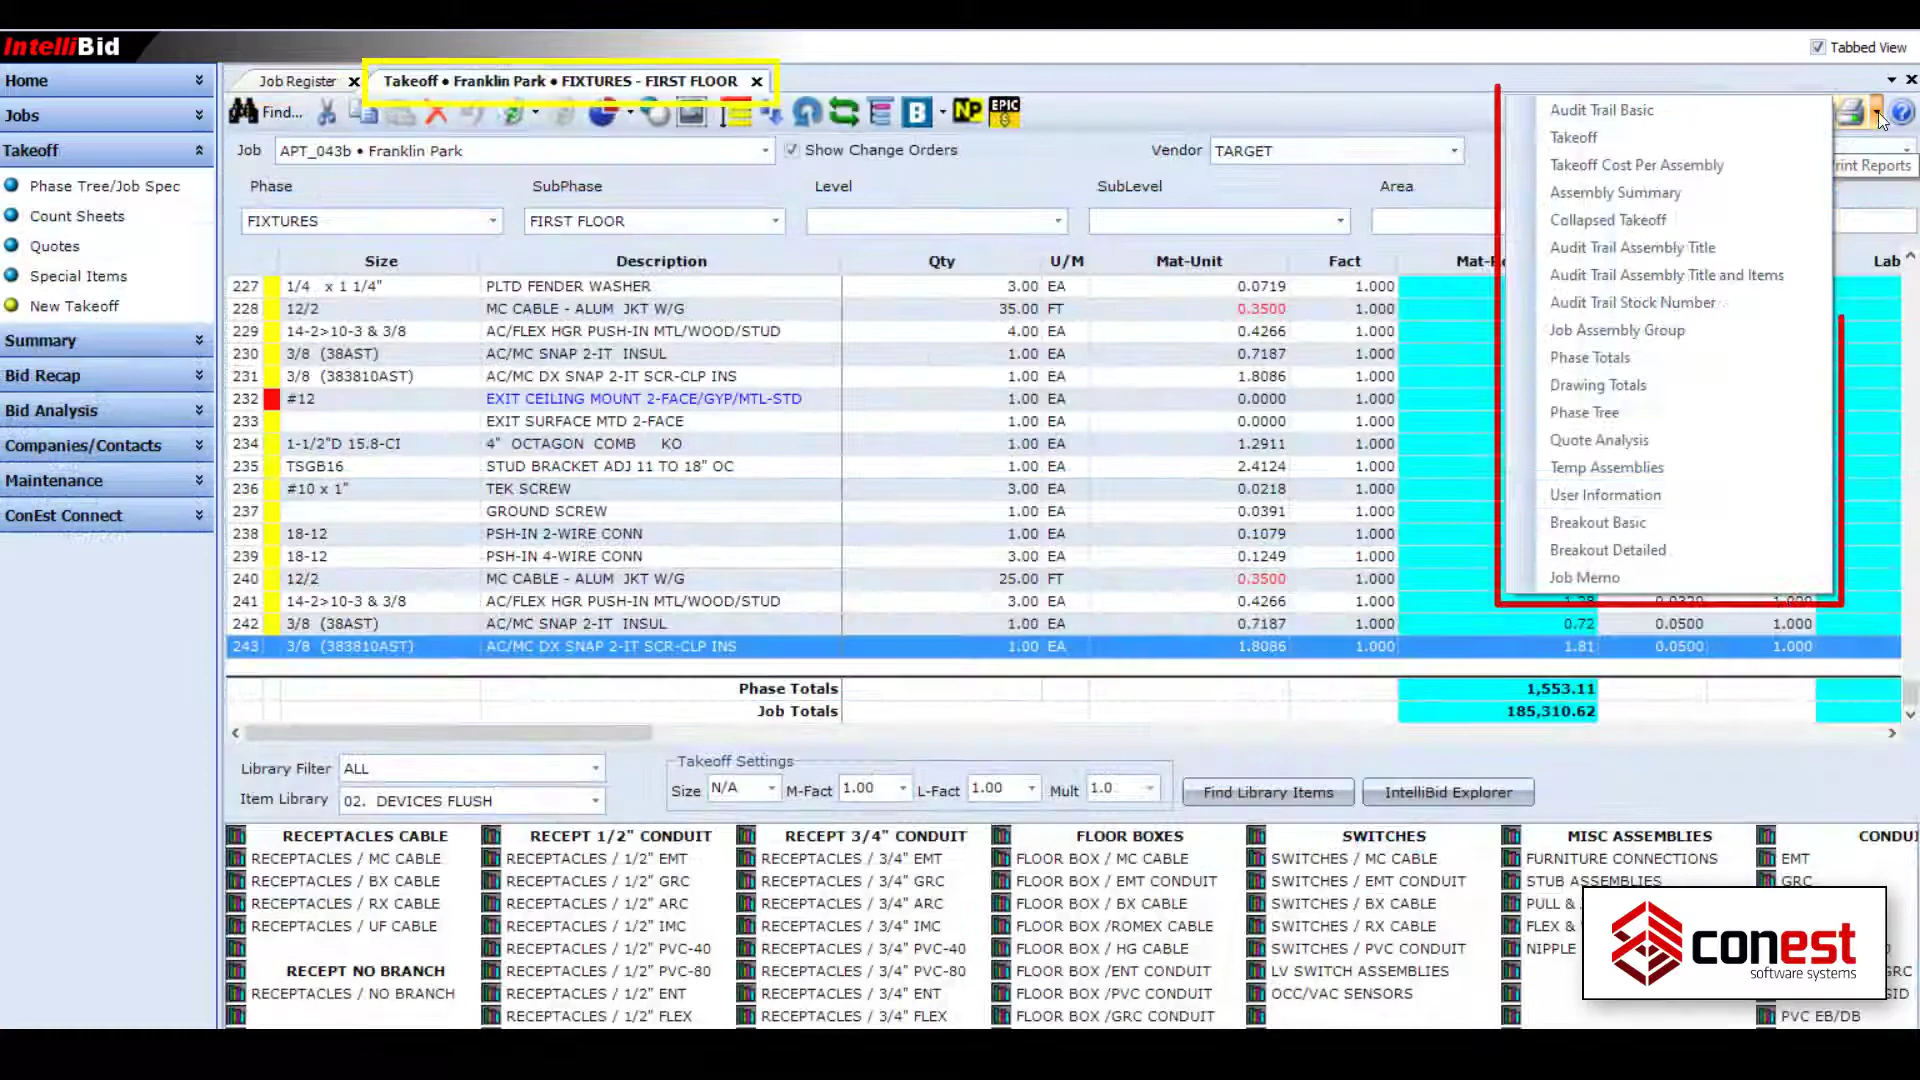 IntelliBid
Tabbed View
Home
Jobs
Takeoff
Phase Tree/Job Spec
Count Sheets
Quotes
Special Items
New Takeoff
Summary
Bid Recap
Bid Analysis
Companies/Contacts
Maintenance
ConEst Connect
Job Register
Takeoff • Franklin Park • FIXTURES - FIRST FLOOR
Find...
B
NP
EPIC
Job APT_043b • Franklin Park Show Change Orders Vendor TARGET
Phase SubPhase Level SubLevel Area
FIXTURES FIRST FLOOR
Size Description Qty U/M Mat-Unit Fact Lab
227 1/4 x 1 1/4" PLTD FENDER WASHER 3.00 EA 0.0719 1.000
228 12/2 MC CABLE - ALUM JKT W/G 35.00 FT 0.3500 1.000
229 14-2>10-3 & 3/8 AC/FLEX HGR PUSH-IN MTL/WOOD/STUD 4.00 EA 0.4266 1.000
230 3/8 (38AST) AC/MC SNAP 2-IT INSUL 1.00 EA 0.7187 1.000
231 3/8 (383810AST) AC/MC DX SNAP 2-IT SCR-CLP INS 1.00 EA 1.8086 1.000
232 #12 EXIT CEILING MOUNT 2-FACE/GYP/MTL-STD 1.00 EA 0.0000 1.000
233 EXIT SURFACE MTD 2-FACE 1.00 EA 0.0000 1.000
234 1-1/2"D 15.8-CI 4" OCTAGON COMB KO 1.00 EA 1.2911 1.000
235 TSGB16 STUD BRACKET ADJ 11 TO 18" OC 1.00 EA 2.4124 1.000
236 #10 x 1" TEK SCREW 3.00 EA 0.0218 1.000
237 GROUND SCREW 1.00 EA 0.0391 1.000
238 18-12 PSH-IN 2-WIRE CONN 1.00 EA 0.1079 1.000
239 18-12 PSH-IN 4-WIRE CONN 3.00 EA 0.1249 1.000
240 12/2 MC CABLE - ALUM JKT W/G 25.00 FT 0.3500 1.000
241 14-2>10-3 & 3/8 AC/FLEX HGR PUSH-IN MTL/WOOD/STUD 3.00 EA 0.4266 1.000
242 3/8 (38AST) AC/MC SNAP 2-IT INSUL 1.00 EA 0.7187 1.000 0.72 0.0500 1.000
243 3/8 (383810AST) AC/MC DX SNAP 2-IT SCR-CLP INS 1.00 EA 1.8086 1.000 1.81 0.0500 1.000
Phase Totals 1,553.11
Job Totals 185,310.62
Audit Trail Basic
Takeoff
Takeoff Cost Per Assembly
Assembly Summary
Collapsed Takeoff
Audit Trail Assembly Title
Audit Trail Assembly Title and Items
Audit Trail Stock Number
Job Assembly Group
Phase Totals
Drawing Totals
Phase Tree
Quote Analysis
Temp Assemblies
User Information
Breakout Basic
Breakout Detailed
Job Memo
rint Reports
Library Filter ALL
Item Library 02. DEVICES FLUSH
Takeoff Settings
Size N/A M-Fact 1.00 L-Fact 1.00 Mult 1.0
Find Library Items IntelliBid Explorer
RECEPTACLES CABLE
RECEPTACLES / MC CABLE
RECEPTACLES / BX CABLE
RECEPTACLES / RX CABLE
RECEPTACLES / UF CABLE
RECEPT NO BRANCH
RECEPTACLES / NO BRANCH
RECEPT 1/2" CONDUIT
RECEPTACLES / 1/2" EMT
RECEPTACLES / 1/2" GRC
RECEPTACLES / 1/2" ARC
RECEPTACLES / 1/2" IMC
RECEPTACLES / 1/2" PVC-40
RECEPTACLES / 1/2" PVC-80
RECEPTACLES / 1/2" ENT
RECEPTACLES / 1/2" FLEX
RECEPT 3/4" CONDUIT
RECEPTACLES / 3/4" EMT
RECEPTACLES / 3/4" GRC
RECEPTACLES / 3/4" ARC
RECEPTACLES / 3/4" IMC
RECEPTACLES / 3/4" PVC-40
RECEPTACLES / 3/4" PVC-80
RECEPTACLES / 3/4" ENT
RECEPTACLES / 3/4" FLEX
FLOOR BOXES
FLOOR BOX / MC CABLE
FLOOR BOX / EMT CONDUIT
FLOOR BOX / BX CABLE
FLOOR BOX /ROMEX CABLE
FLOOR BOX / HG CABLE
FLOOR BOX /ENT CONDUIT
FLOOR BOX /PVC CONDUIT
FLOOR BOX /GRC CONDUIT
SWITCHES
SWITCHES / MC CABLE
SWITCHES / EMT CONDUIT
SWITCHES / BX CABLE
SWITCHES / RX CABLE
SWITCHES / PVC CONDUIT
LV SWITCH ASSEMBLIES
OCC/VAC SENSORS
MISC ASSEMBLIES
FURNITURE CONNECTIONS
STUB ASSEMBLIES
PULL &
FLEX &
NIPPLE
CONDU
EMT
GRC
PVC EB/DB
conest
software systems